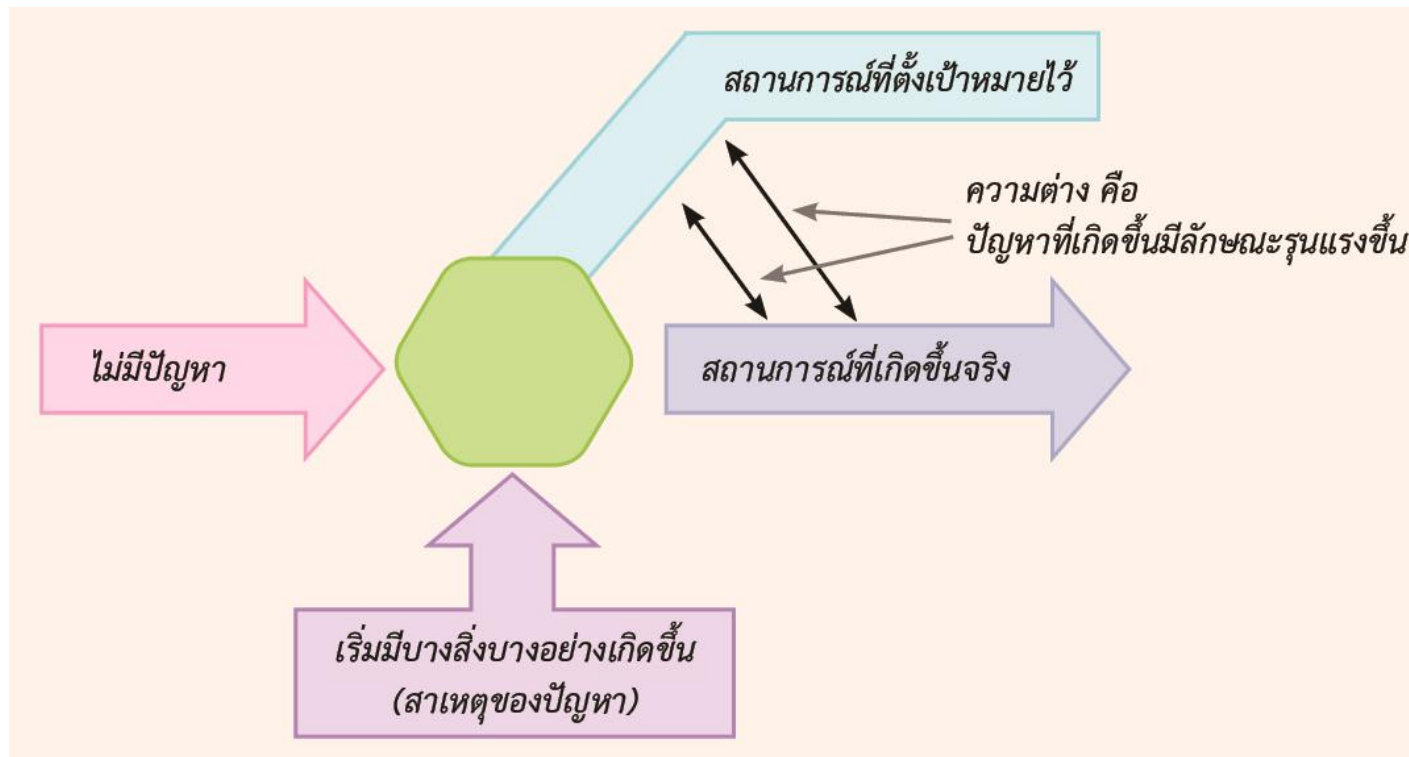 สถานการณ์ที่ตั้งเป้าหมายไว้
ความต่าง คือ
ปัญหาที่เกิดขึ้นมีลักษณะรุนแรงขึ้น
ไม่มีปัญหา
สถานการณ์ที่เกิดขึ้นจริง
เริ่มมีบางสิ่งบางอย่างเกิดขึ้น
(สาเหตุของปัญหา)